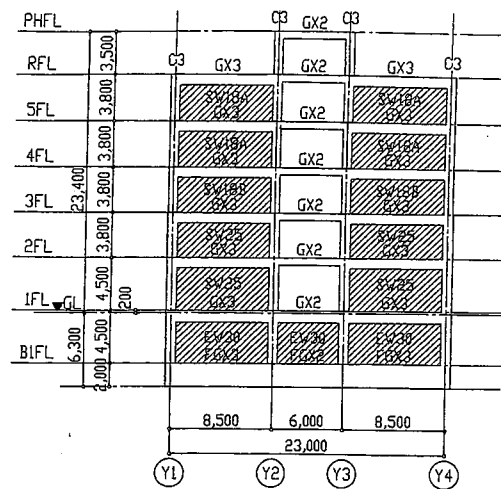 PHFL
GX2
C3
C3
RFL
C3
GX3
GX2
GX3
C3
3,500
5FL
SW18A
GX3
GX2
SW18A
GX3
3,800
4FL
SW18A
GX3
GX2
SW18A
GX3
3,800
3FL
SW18B
GX3
GX2
SW18B
GX3
3,800
23,400
2FL
SW25
GX3
GX2
SW25
GX3
3,800
1FL
GL
SW25
GX3
GX2
SW25
GX3
4,500
200
B1FL
EW30
FGX3
EW30
FGX2
EW30
FGX3
6,300
4,500
2,000
8,500
6,000
8,500
23,000
Y1
Y2
Y3
Y4